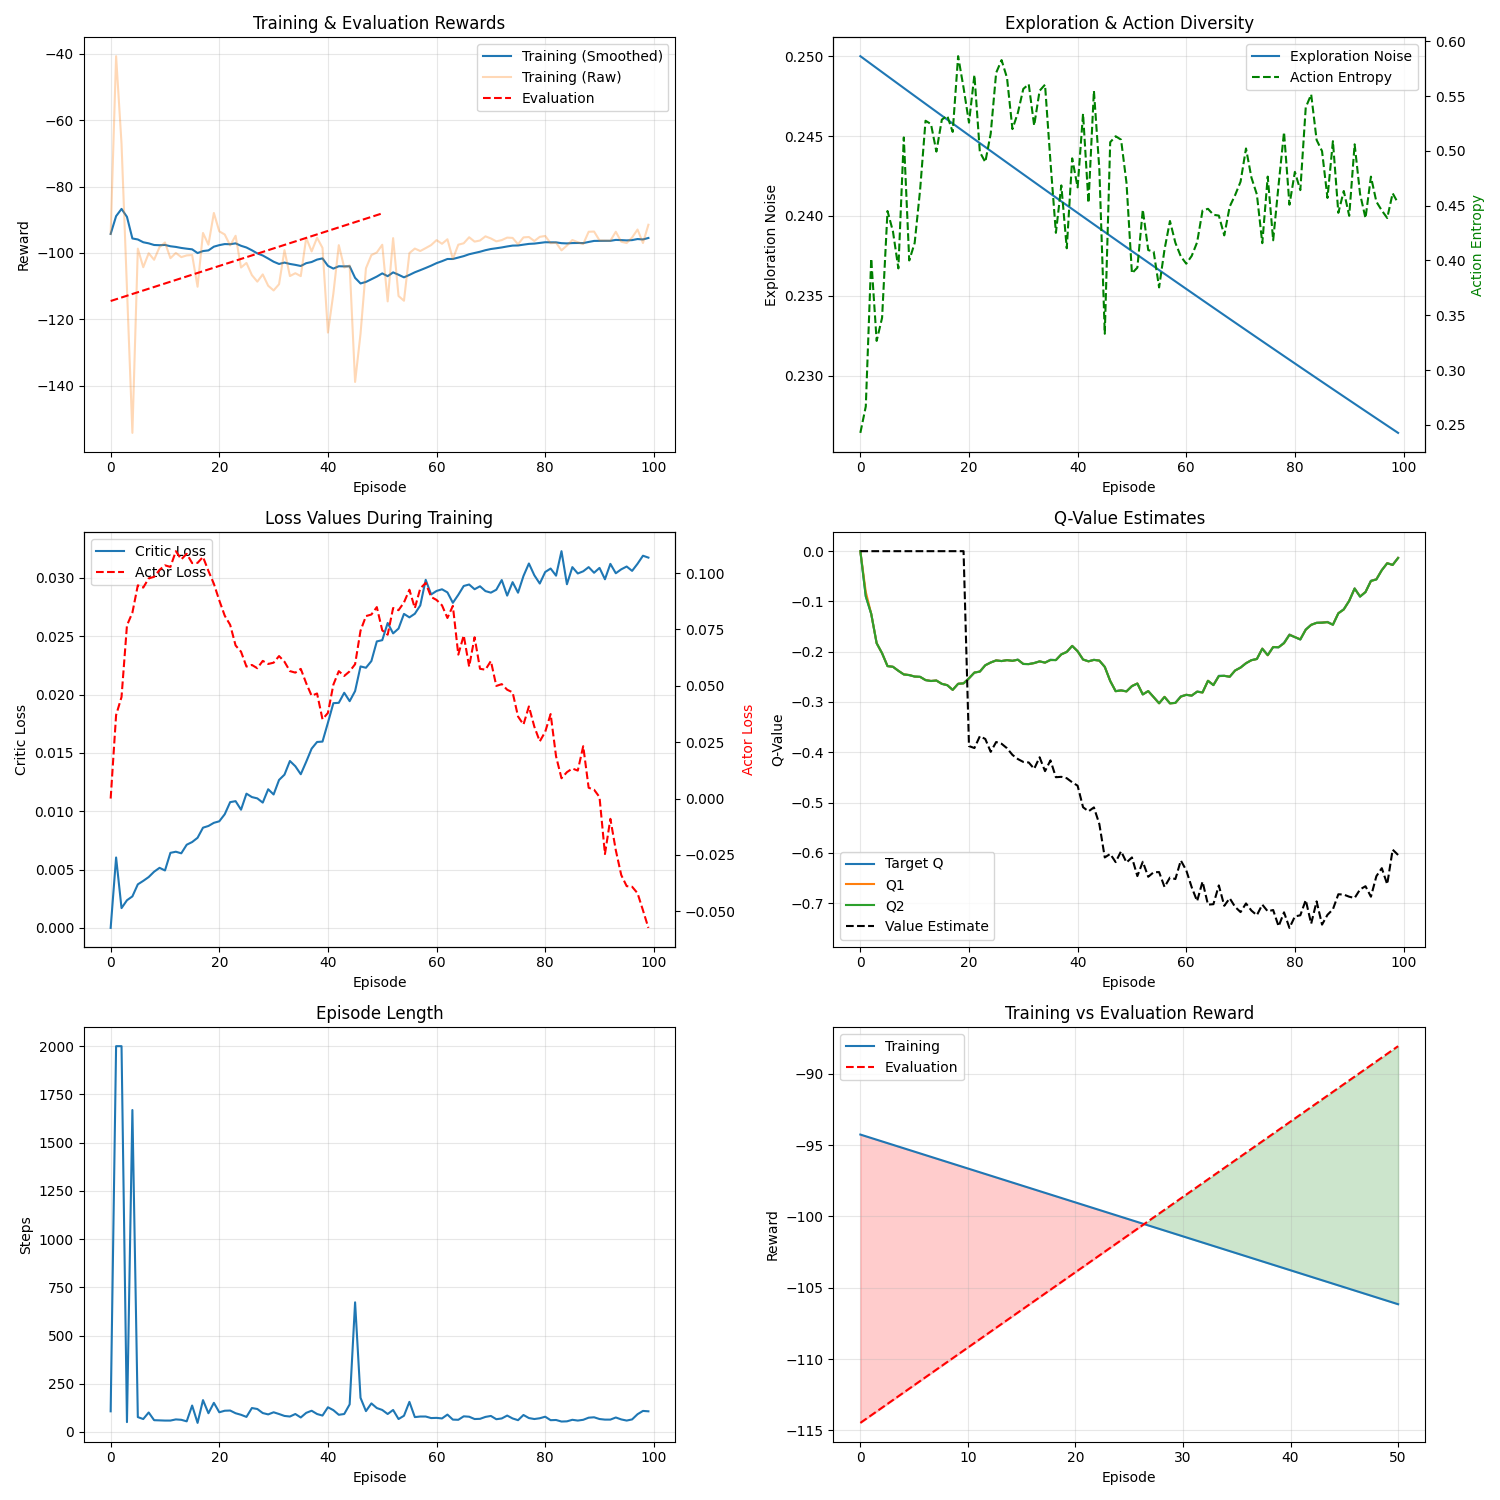 Training & Evaluation Rewards
Training (Smoothed)
Training (Raw)
Evaluation
Reward
−40
−60
−80
−100
−120
−140
0
20
40
60
80
100
Episode
Exploration & Action Diversity
Exploration Noise
Action Entropy
Exploration Noise
0.250
0.245
0.240
0.235
0.230
0.60
0.55
0.50
0.45
0.40
0.35
0.30
0.25
Action Entropy
0
20
40
60
80
100
Episode
Loss Values During Training
Critic Loss
Actor Loss
Critic Loss
0.030
0.025
0.020
0.015
0.010
0.005
0.000
0.100
0.075
0.050
0.025
0.000
−0.025
−0.050
Actor Loss
0
20
40
60
80
100
Episode
Q-Value Estimates
Q-Value
0.0
−0.1
−0.2
−0.3
−0.4
−0.5
−0.6
−0.7
Target Q
Q1
Q2
Value Estimate
0
20
40
60
80
100
Episode
Episode Length
Steps
2000
1750
1500
1250
1000
750
500
250
0
0
20
40
60
80
100
Episode
Training vs Evaluation Reward
Training
Evaluation
Reward
−90
−95
−100
−105
−110
−115
0
10
20
30
40
50
Episode